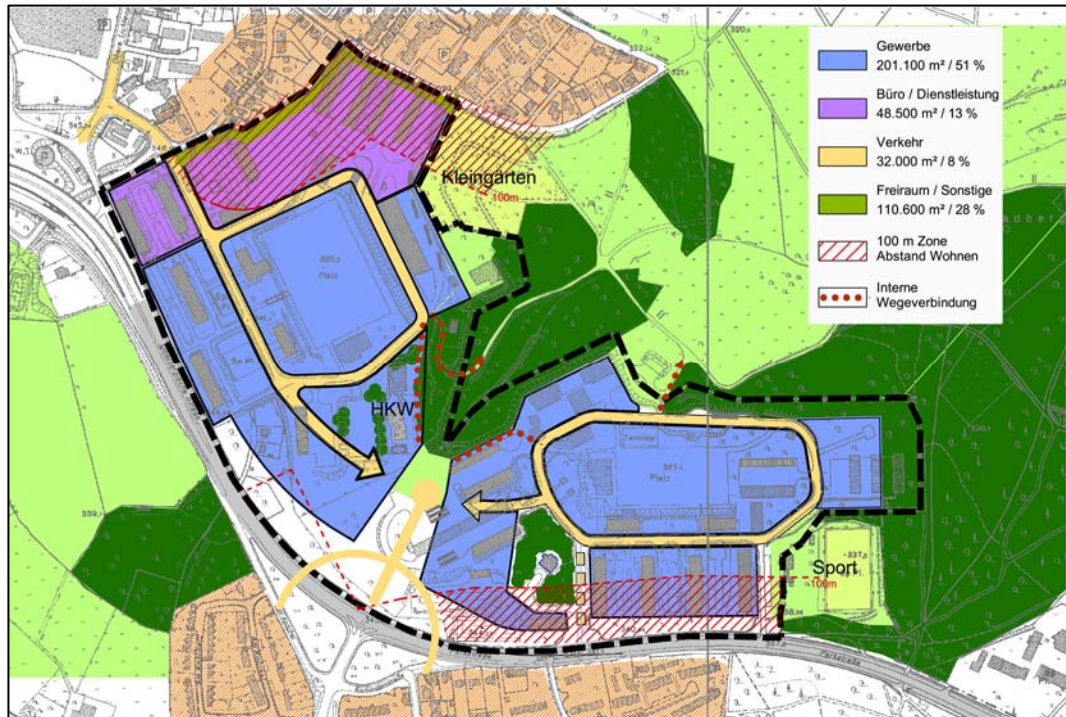 Gewerbe
201.100 m² / 51 %
Büro / Dienstleistung
48.500 m² / 13 %
Verkehr
32.000 m² / 8 %
Freiraum / Sonstige
110.600 m² / 28 %
100 m Zone
Abstand Wohnen
Interne
Wegeverbindung
Kleingärten
100m
Platz
HKW
Platz
Sport
100m